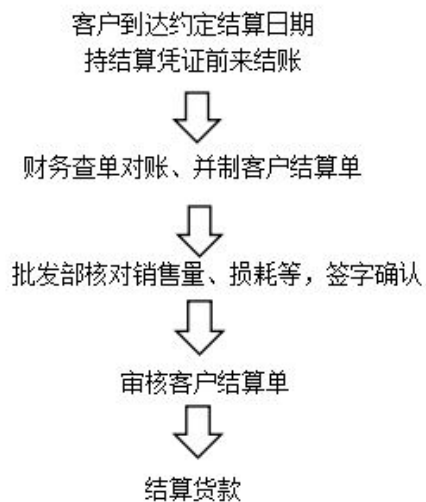 客户到达约定结算日期
持结算凭证前来结账
财务查单对账、并制客户结算单
批发部核对销售量、损耗等，签字确认
审核客户结算单
结算货款